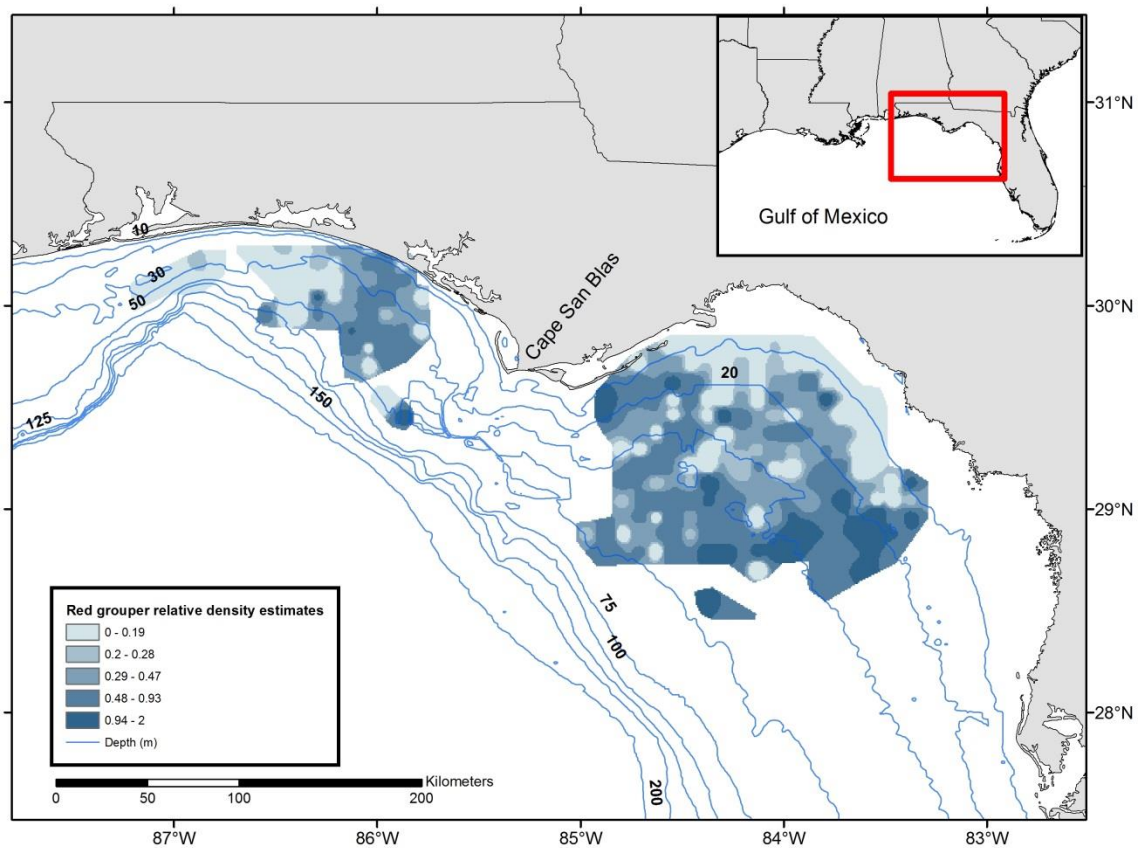 Gulf of Mexico
31°N
30°N
29°N
28°N
10
30
50
125
150
Cape San Blas
20
75
100
200
Red grouper relative density estimates
0 - 0.19
0.2 - 0.28
0.29 - 0.47
0.48 - 0.93
0.94 - 2
Depth (m)
Kilometers
0 50 100 200
87°W 86°W 85°W 84°W 83°W